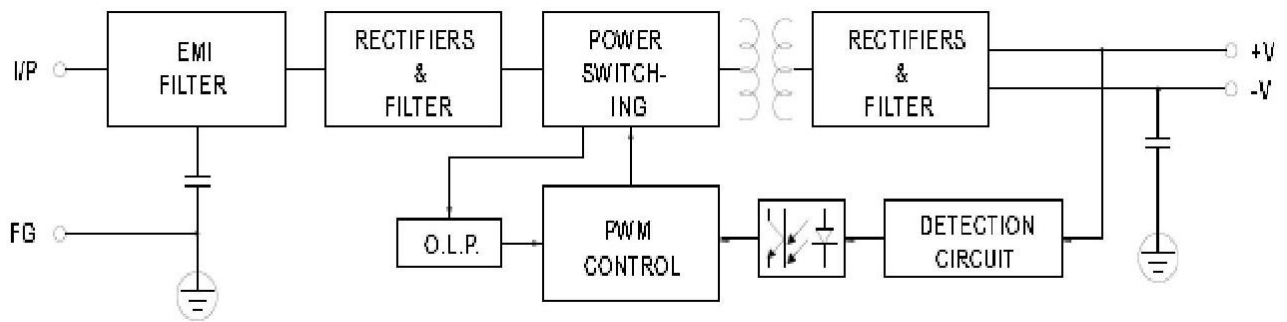 I/P
EMI
FILTER
RECTIFIERS
&
FILTER
POWER
SWITCH-
ING
RECTIFIERS
&
FILTER
+V
-V
FG
O.L.P.
PWM
CONTROL
DETECTION
CIRCUIT